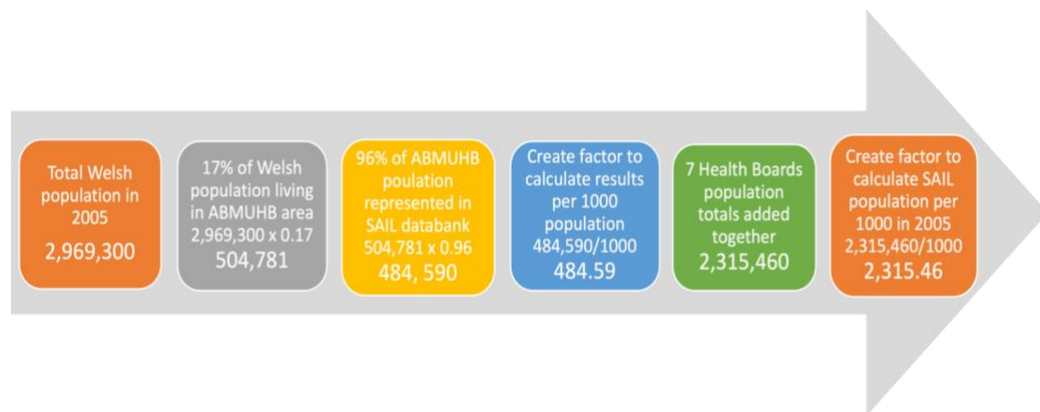 Total Welsh
population in
2005
2,969,300
17% of Welsh
population living
in ABMUHB area
2,969,300 x 0.17
504,781
96% of ABMUHB
poulation
represented in
SAIL databank
504,781 x 0.96
484, 590
Create factor to
calculate results
per 1000
population
484,590/1000
484.59
7 Health Boards
population
totals added
together
2,315,460
Create factor to
calculate SAIL
population per
1000 in 2005
2,315,460/1000
2,315.46